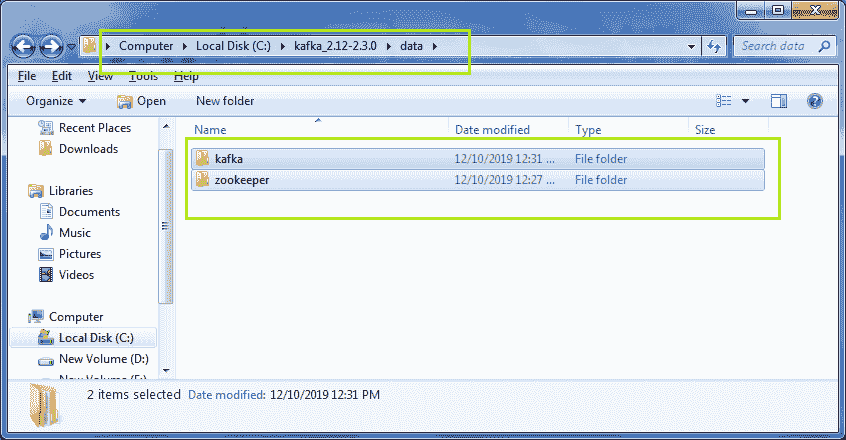 Computer Local Disk (C:) kafka_2.12-2.3.0 data Search data
File Edit View Tools Help
Organize Open New folder
Name Date modified Type Size
Recent Places
Downloads
Libraries
Documents
Music
Pictures
Videos
Computer
Local Disk (C:)
New Volume (D:)
kafka 12/10/2019 12:31 ... File folder
zookeeper 12/10/2019 12:27 ... File folder
2 items selected Date modified: 12/10/2019 12:31 PM